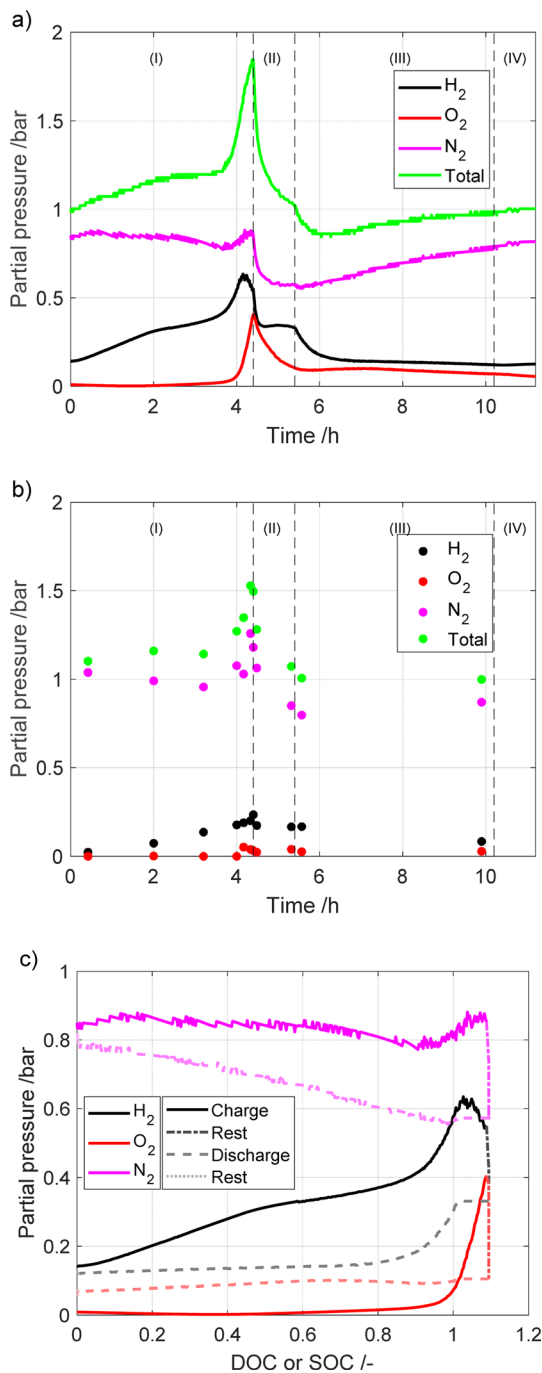 a)
2
(I) (II) (III) (IV)
H2
O2
N2
Total
1.5
1
0.5
0
Partial pressure /bar
0 2 4 6 8 10
Time /h
b)
2
(I) (II) (III) (IV)
H2
O2
N2
Total
1.5
1
0.5
0
Partial pressure /bar
0 2 4 6 8 10
Time /h
c)
1
0.8
0.6
0.4
0.2
0
Partial pressure /bar
H2
O2
N2
Charge
Rest
Discharge
Rest
0 0.2 0.4 0.6 0.8 1 1.2
DOC or SOC /-